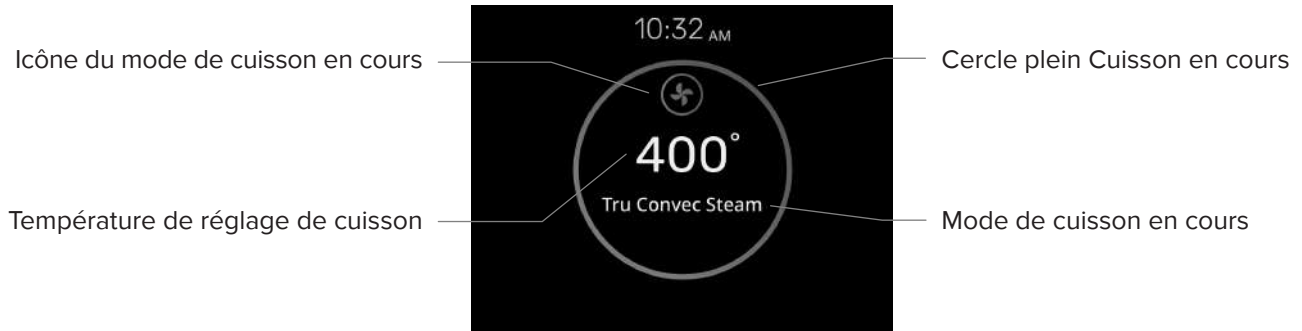 10:32 AM
Icône du mode de cuisson en cours
Cercle plein Cuisson en cours
400°
Tru Convec Steam
Température de réglage de cuisson
Mode de cuisson en cours